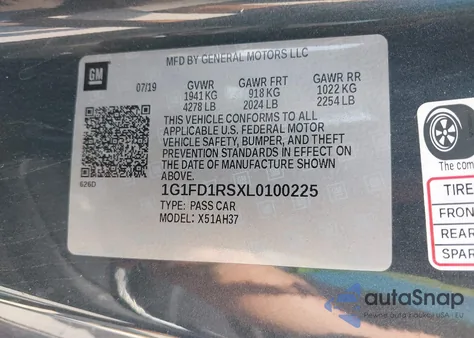 MFD BY GENERAL MOTORS LLC
GM
07/19 GVWR GAWR FRT GAWR RR
1941 KG 918 KG 1022 KG
4278 LB 2024 LB 2254 LB
THIS VEHICLE CONFORMS TO ALL
APPLICABLE U.S. FEDERAL MOTOR
VEHICLE SAFETY, BUMPER, AND THEFT
PREVENTION STANDARDS IN EFFECT ON
THE DATE OF MANUFACTURE SHOWN
ABOVE.
626D
1G1FD1RSXL0100225
TYPE: PASS CAR
MODEL: X51AH37
The com
TIRE
FRON
REAR
SPAR
autoSnap